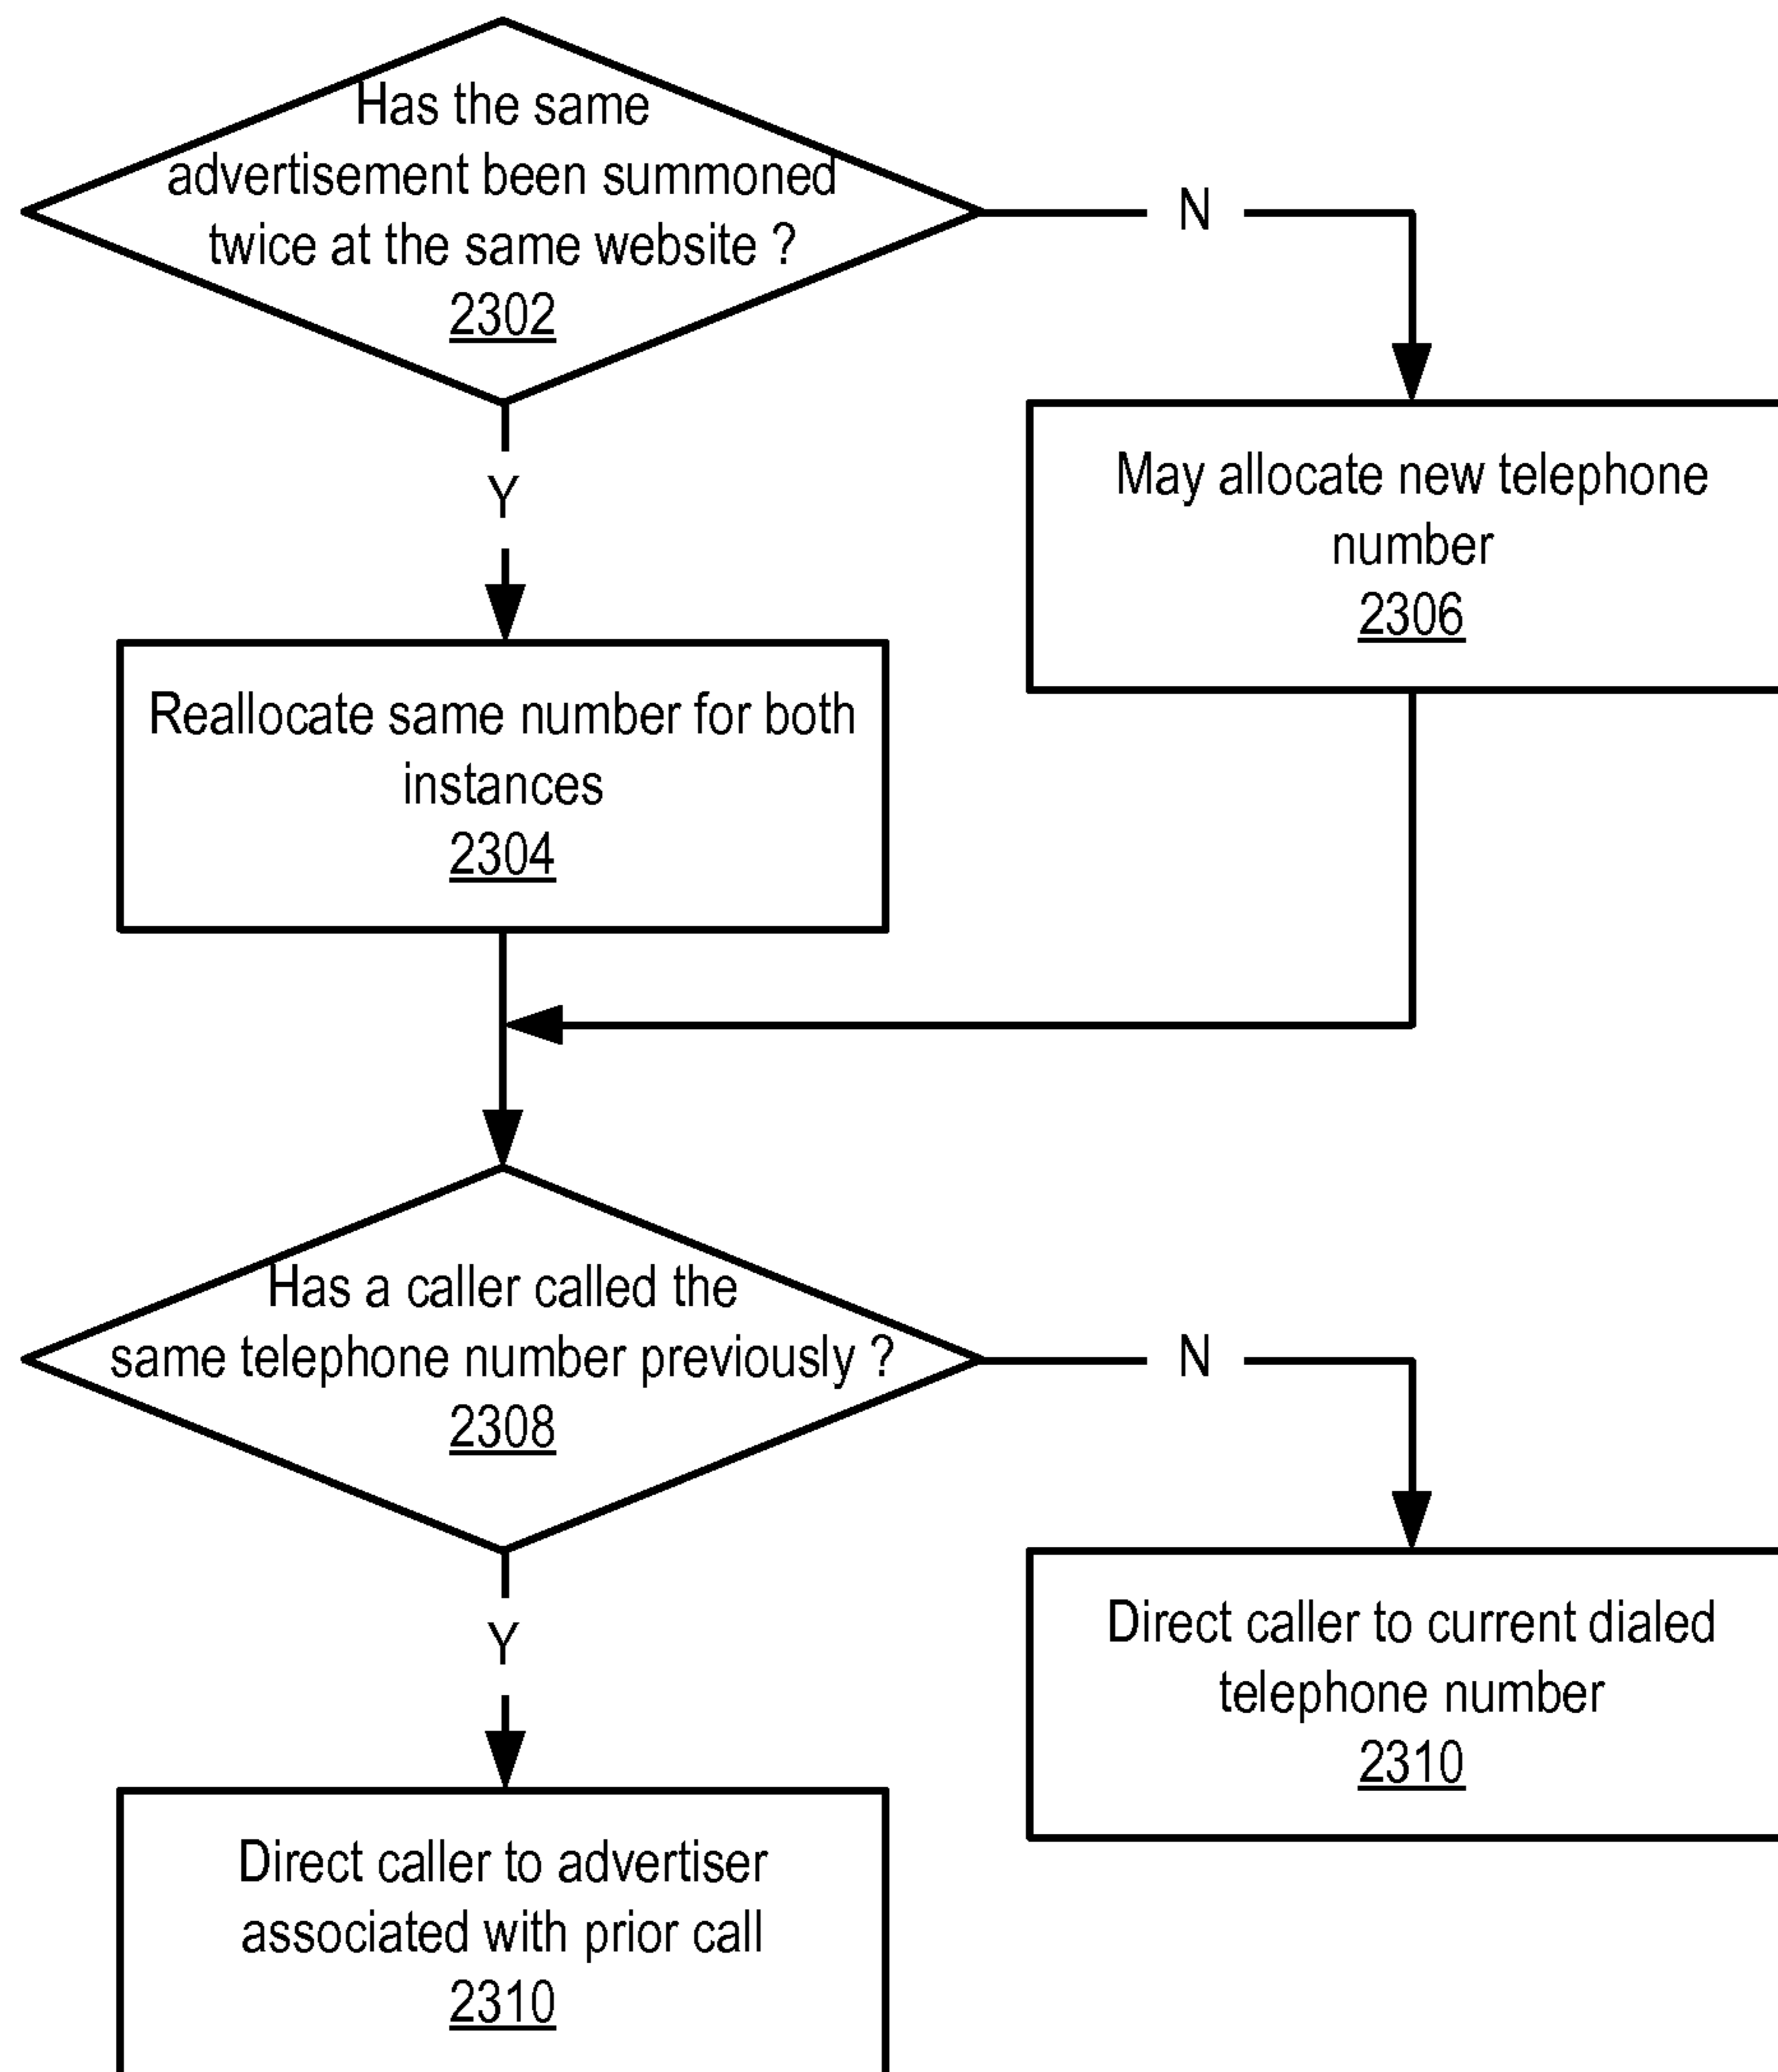 Has the same
advertisement been summoned
twice at the same website ?
2302
N
Y
May allocate new telephone
number
2306
Reallocate same number for both
instances
2304
Has a caller called the
same telephone number previously ?
2308
N
Y
Direct caller to current dialed
telephone number
2310
Direct caller to advertiser
associated with prior call
2310